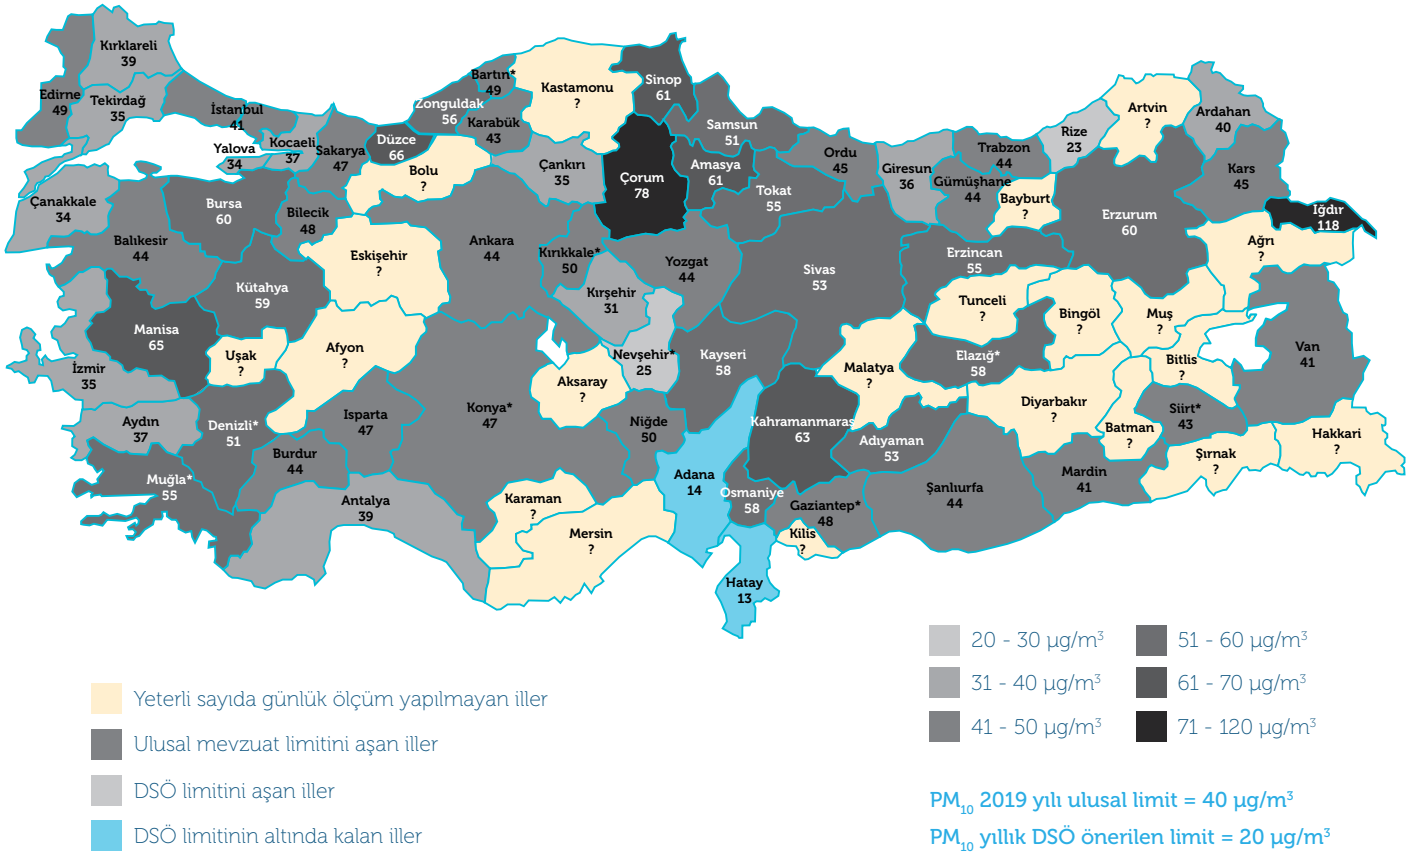 Kırklareli
39
Edirne
49
Tekirdağ
35
İstanbul
41
Yalova
34
Kocaeli
37
Sakarya
47
Düzce
66
Zonguldak
56
Bartın*
49
Karabük
43
Kastamonu
?
Sinop
61
Samsun
51
Çankırı
35
Çorum
78
Amasya
61
Tokat
55
Ordu
45
Giresun
36
Trabzon
44
Gümüşhane
44
Rize
23
Bayburt
?
Artvin
?
Ardahan
40
Kars
45
Iğdır
118
Erzurum
60
Ağrı
?
Çanakkale
34
Balıkesir
44
Bursa
60
Bilecik
48
Bolu
?
Eskişehir
?
Ankara
44
Kırıkkale*
50
Kırşehir
31
Yozgat
44
Sivas
53
Erzincan
55
Tunceli
?
Bingöl
?
Muş
?
Bitlis
?
Van
41
Kütahya
59
Manisa
65
Uşak
?
Afyon
?
İzmir
35
Aydın
37
Denizli*
51
Muğla*
55
Burdur
44
Isparta
47
Antalya
39
Konya*
47
Aksaray
?
Nevşehir*
25
Kayseri
58
Niğde
50
Karaman
?
Mersin
?
Adana
14
Osmaniye
58
Hatay
13
Kahramanmaraş
63
Malatya
?
Elazığ*
58
Adıyaman
53
Gaziantep*
48
Kilis
?
Şanlıurfa
44
Diyarbakır
?
Batman
?
Mardin
41
Siirt*
43
Şırnak
?
Hakkari
?
Yeterli sayıda günlük ölçüm yapılmayan iller
Ulusal mevzuat limitini aşan iller
DSÖ limitini aşan iller
DSÖ limitinin altında kalan iller
20 - 30 µg/m³
31 - 40 µg/m³
41 - 50 µg/m³
51 - 60 µg/m³
61 - 70 µg/m³
71 - 120 µg/m³
PM₁₀ 2019 yılı ulusal limit = 40 µg/m³
PM₁₀ yıllık DSÖ önerilen limit = 20 µg/m³